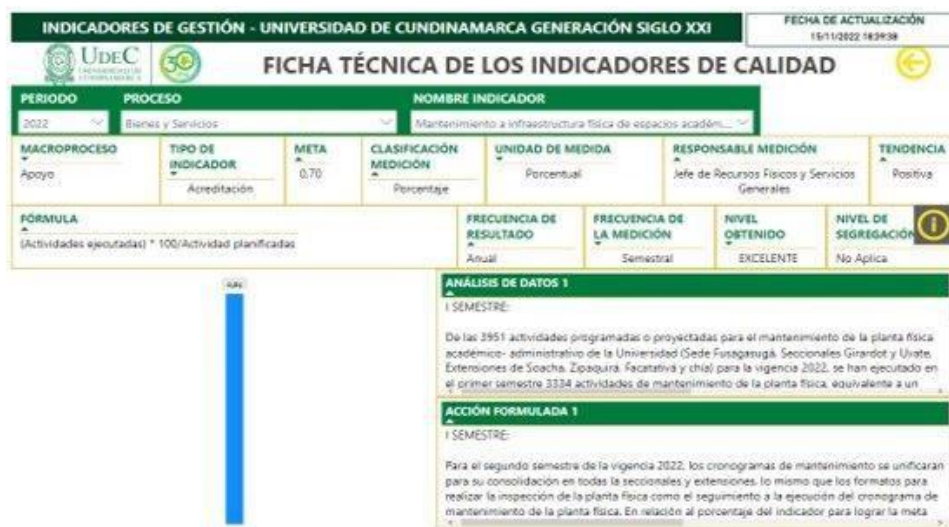 INDICADORES DE GESTIÓN - UNIVERSIDAD DE CUNDINAMARCA GENERACIÓN SIGLO XXI
FECHA DE ACTUALIZACIÓN
15/11/2022 18:39:38
UDEC
UNIVERSIDAD DE CUNDINAMARCA
FICHA TÉCNICA DE LOS INDICADORES DE CALIDAD
PERIODO PROCESO NOMBRE INDICADOR
2022 Bienes y Servicios Mantenimiento a infraestructura física de espacios académ...
MACROPROCESO
Apoyo
TIPO DE
INDICADOR
Acreditación
META
0,70
CLASIFICACIÓN
MEDICIÓN
Porcentaje
UNIDAD DE MEDIDA
Porcentual
RESPONSABLE MEDICIÓN
Jefe de Recursos Físicos y Servicios
Generales
TENDENCIA
Positiva
FORMULA
(Actividades ejecutadas) * 100/Actividad planificadas
FRECUENCIA DE
RESULTADO
Anual
FRECUENCIA DE
LA MEDICIÓN
Semestral
NIVEL
OBTENIDO
EXCELENTE
NIVEL DE
SEGREGACIÓN
No Aplica
ANÁLISIS DE DATOS 1
I SEMESTRE:
De las 3951 actividades programadas o proyectadas para el mantenimiento de la planta física
académico- administrativo de la Universidad (Sede Fusagasugá, Seccionales Girardot y Ubaté,
Extensiones de Soacha, Zipaquirá, Facatativá y chía) para la vigencia 2022, se han ejecutado en
el primer semestre 3334 actividades de mantenimiento de la planta física, equivalente a un
ACCIÓN FORMULADA 1
I SEMESTRE:
Para el segundo semestre de la vigencia 2022, los cronogramas de mantenimiento se unificaran
para su consolidación en todas la seccionales y extensiones, lo mismo que los formatos para
realizar la inspección de la planta física como el seguimiento a la ejecución del cronograma de
mantenimiento de la planta física. En relación al porcentaje del indicador para lograr la meta